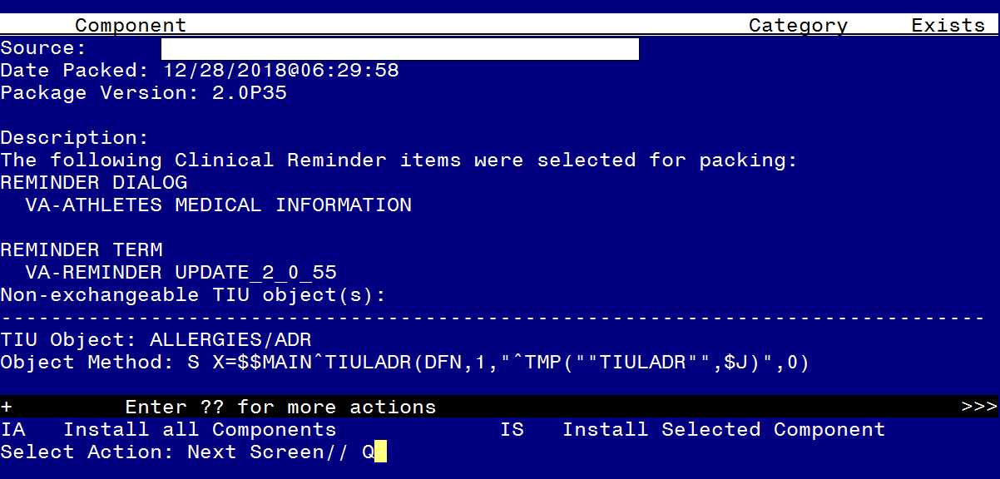 Component Category Exists
Source:
Date Packed: 12/28/2018@06:29:58
Package Version: 2.0P35
Description:
The following Clinical Reminder items were selected for packing:
REMINDER DIALOG
VA-ATHLETES MEDICAL INFORMATION
REMINDER TERM
VA-REMINDER UPDATE_2_0_55
Non-exchangeable TIU object(s):
-------------------------------------------------------------------------------
TIU Object: ALLERGIES/ADR
Object Method: S X=$$MAIN^TIULADR(DFN,1,"^TMP(""TIULADR"",$J)",0)
+ Enter ?? for more actions >>>
IA Install all Components IS Install Selected Component
Select Action: Next Screen// Q